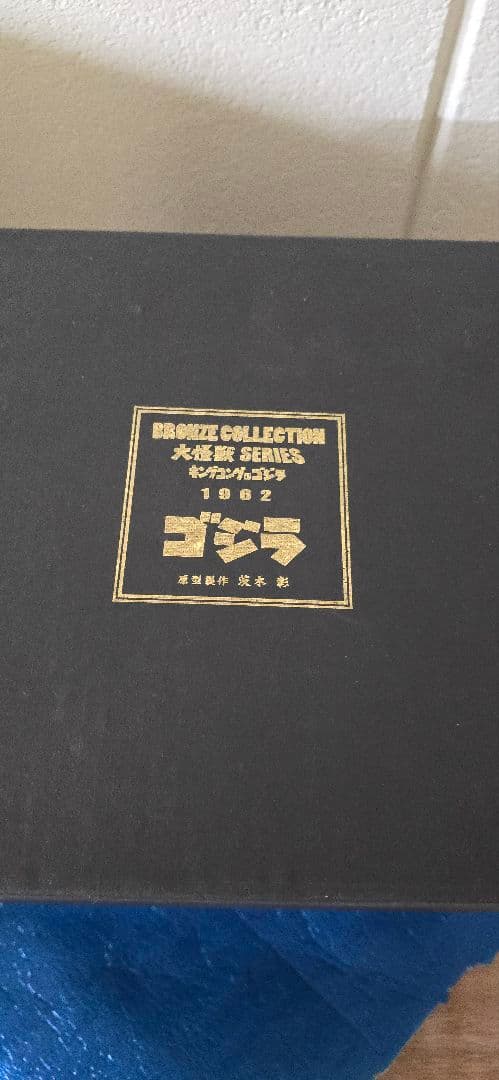 BRONZE COLLECTION
大怪獣 SERIES
キングコング対ゴジラ
1962
ゴジラ
原型製作 茨木 彰